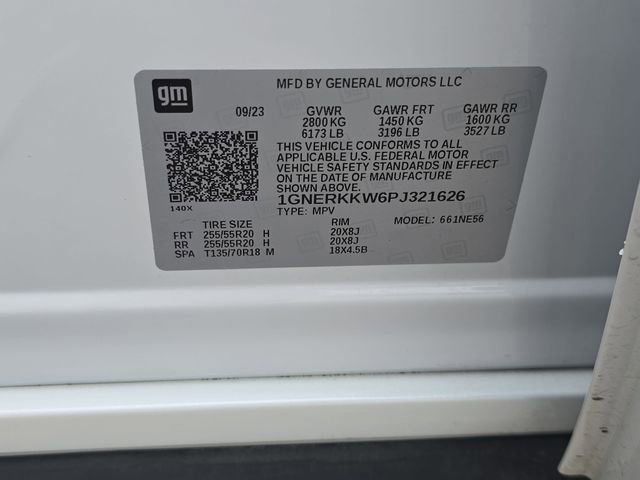 gm
MFD BY GENERAL MOTORS LLC
09/23 GVWR GAWR FRT GAWR RR
2800 KG 1450 KG 1600 KG
6173 LB 3196 LB 3527 LB
THIS VEHICLE CONFORMS TO ALL
APPLICABLE U.S. FEDERAL MOTOR
VEHICLE SAFETY STANDARDS IN EFFECT
ON THE DATE OF MANUFACTURE
SHOWN ABOVE.
140X
1GNERKKW6PJ321626
TYPE: MPV MODEL: 661NE56
TIRE SIZE RIM
FRT 255/55R20 H 20X8J
RR 255/55R20 H 20X8J
SPA T135/70R18 M 18X4.5B